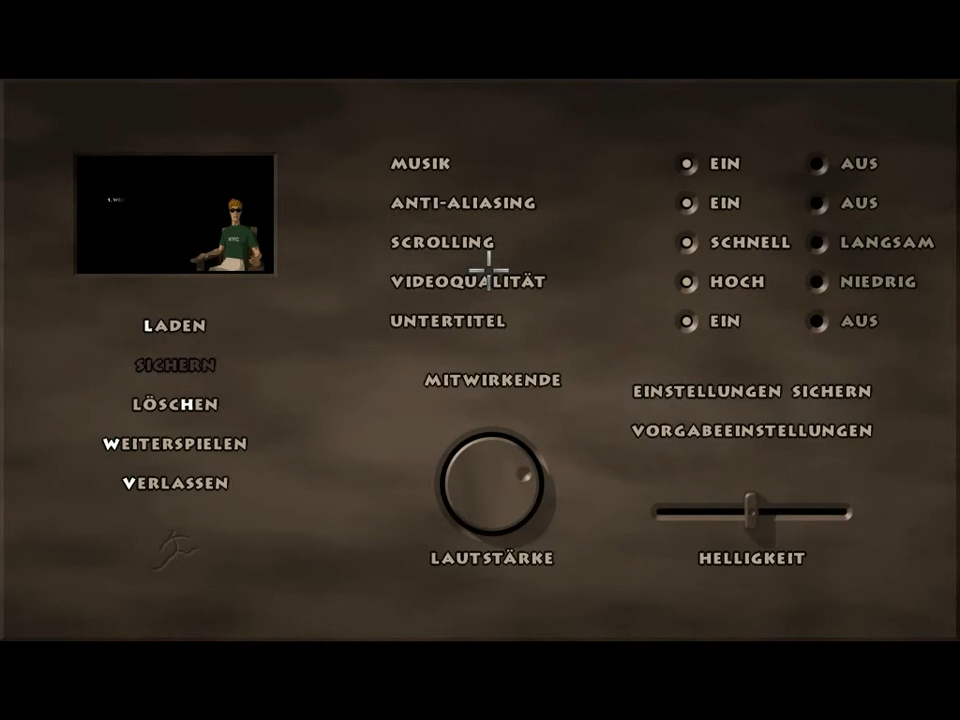 MUSIK EIN AUS
ANTI-ALIASING EIN AUS
SCROLLING SCHNELL LANGSAM
VIDEOQUALITÄT HOCH NIEDRIG
UNTERTITEL EIN AUS
LADEN
SICHERN
LÖSCHEN
WEITERSPIELEN
VERLASSEN
MITWIRKENDE
LAUTSTÄRKE
EINSTELLUNGEN SICHERN
VORGABEEINSTELLUNGEN
HELLIGKEIT